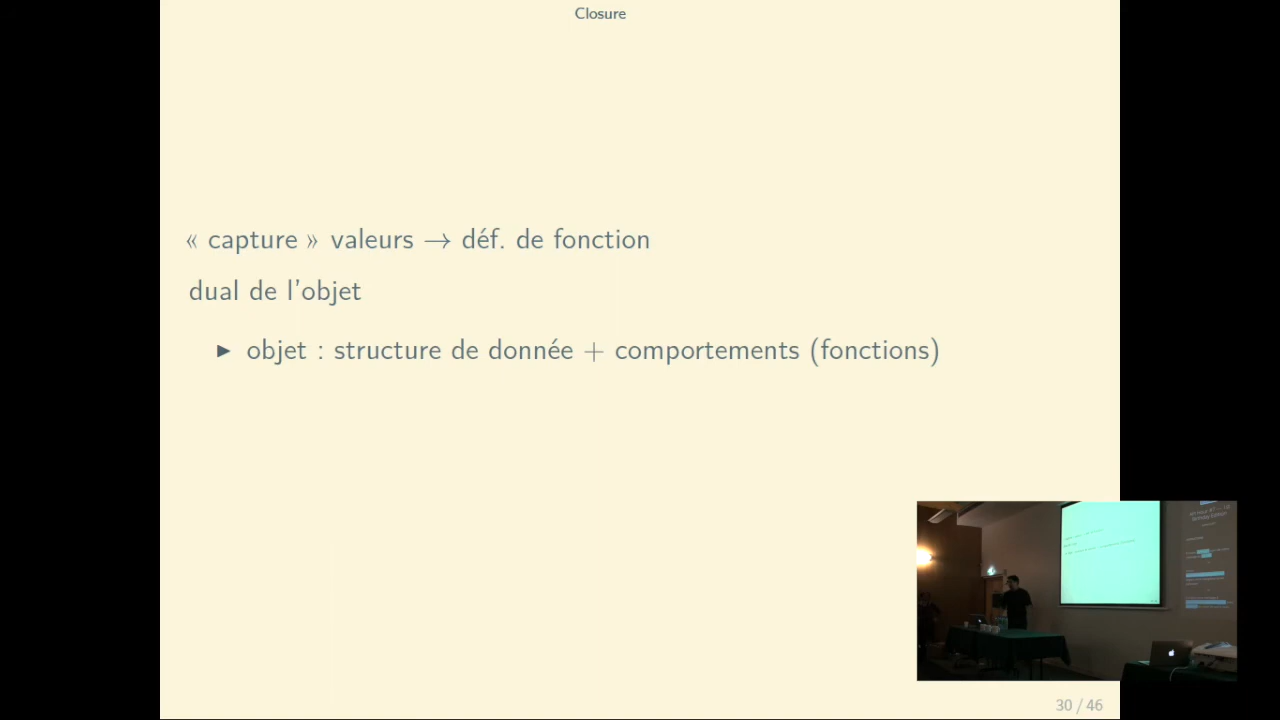 Closure
« capture » valeurs → déf. de fonction
dual de l'objet
▶ objet : structure de donnée + comportements (fonctions)
30 / 46